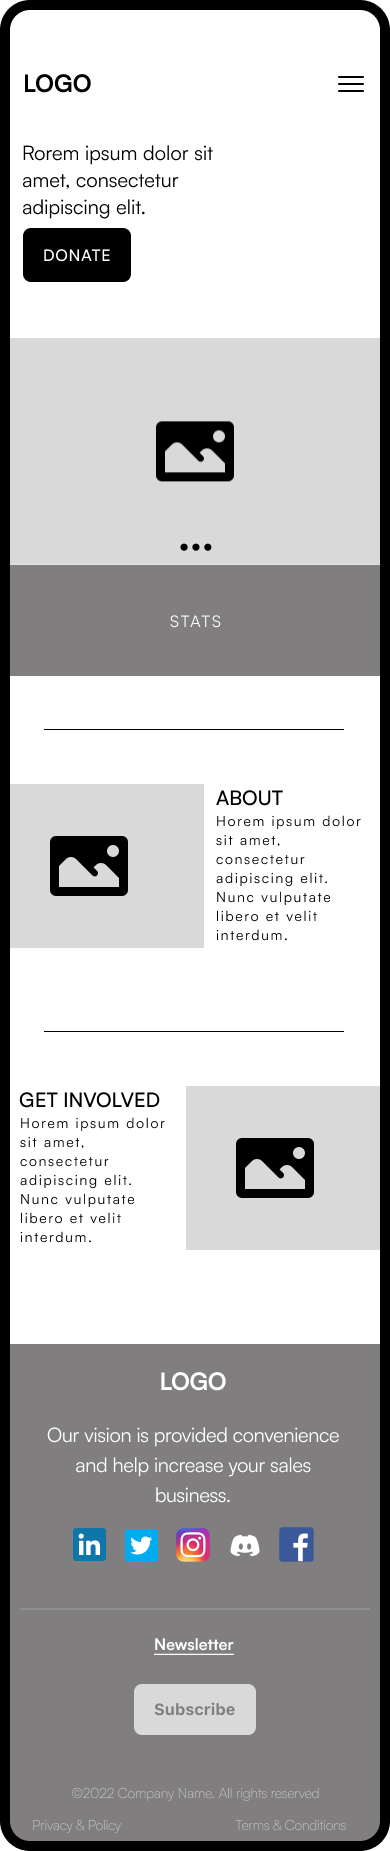 LOGO
Rorem ipsum dolor sit
amet, consectetur
adipiscing elit.
DONATE
STATS
ABOUT
Horem ipsum dolor
sit amet,
consectetur
adipiscing elit.
Nunc vulputate
libero et velit
interdum.
GET INVOLVED
Horem ipsum dolor
sit amet,
consectetur
adipiscing elit.
Nunc vulputate
libero et velit
interdum.
LOGO
Our vision is provided convenience
and help increase your sales
business.
Newsletter
Subscribe
©2022 Company Name. All rights reserved
Privacy & Policy
Terms & Conditions